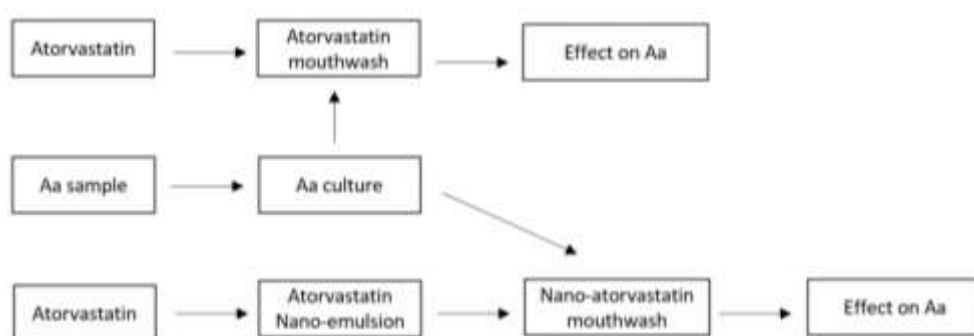 Atorvastatin
Atorvastatin
mouthwash
Effect on Aa
Aa sample
Aa culture
Atorvastatin
Atorvastatin
Nano-emulsion
Nano-atorvastatin
mouthwash
Effect on Aa